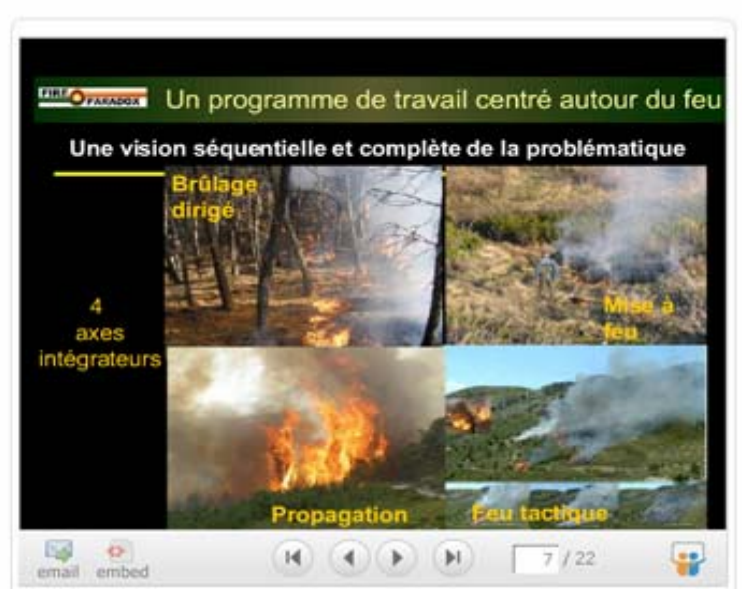 FIRE PARADOX
Un programme de travail centré autour du feu
Une vision séquentielle et complète de la problématique
Brûlage
dirigé
4
axes
intégrateurs
Mise à
feu
Propagation
Feu tactique
email
embed
7 / 22